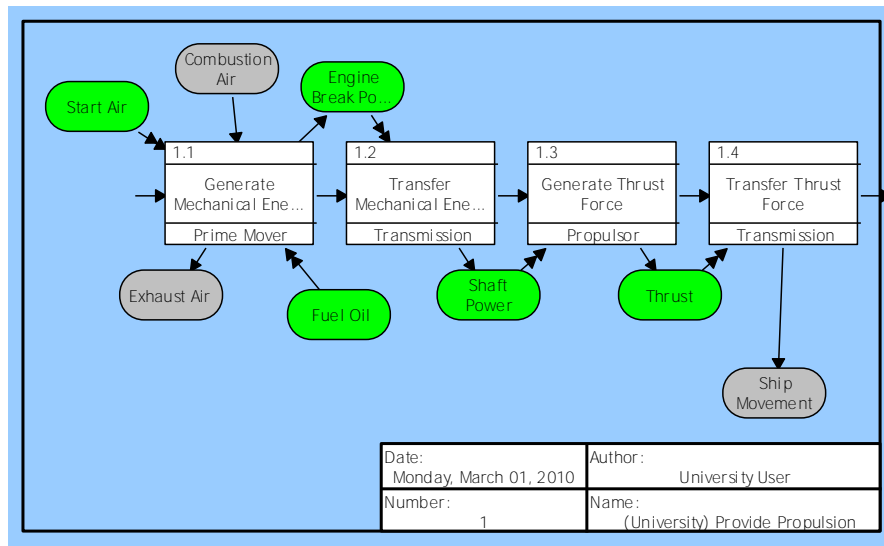 Combustion
Air
Engine
Break Po...
Start Air
1.1
Generate
Mechanical Ene...
Prime Mover
1.2
Transfer
Mechanical Ene...
Transmission
1.3
Generate Thrust
Force
Propulsor
1.4
Transfer Thrust
Force
Transmission
Exhaust Air
Fuel Oil
Shaft
Power
Thrust
Ship
Movement
Date:
Monday, March 01, 2010
Author:
University User
Number:
1
Name:
(University) Provide Propulsion